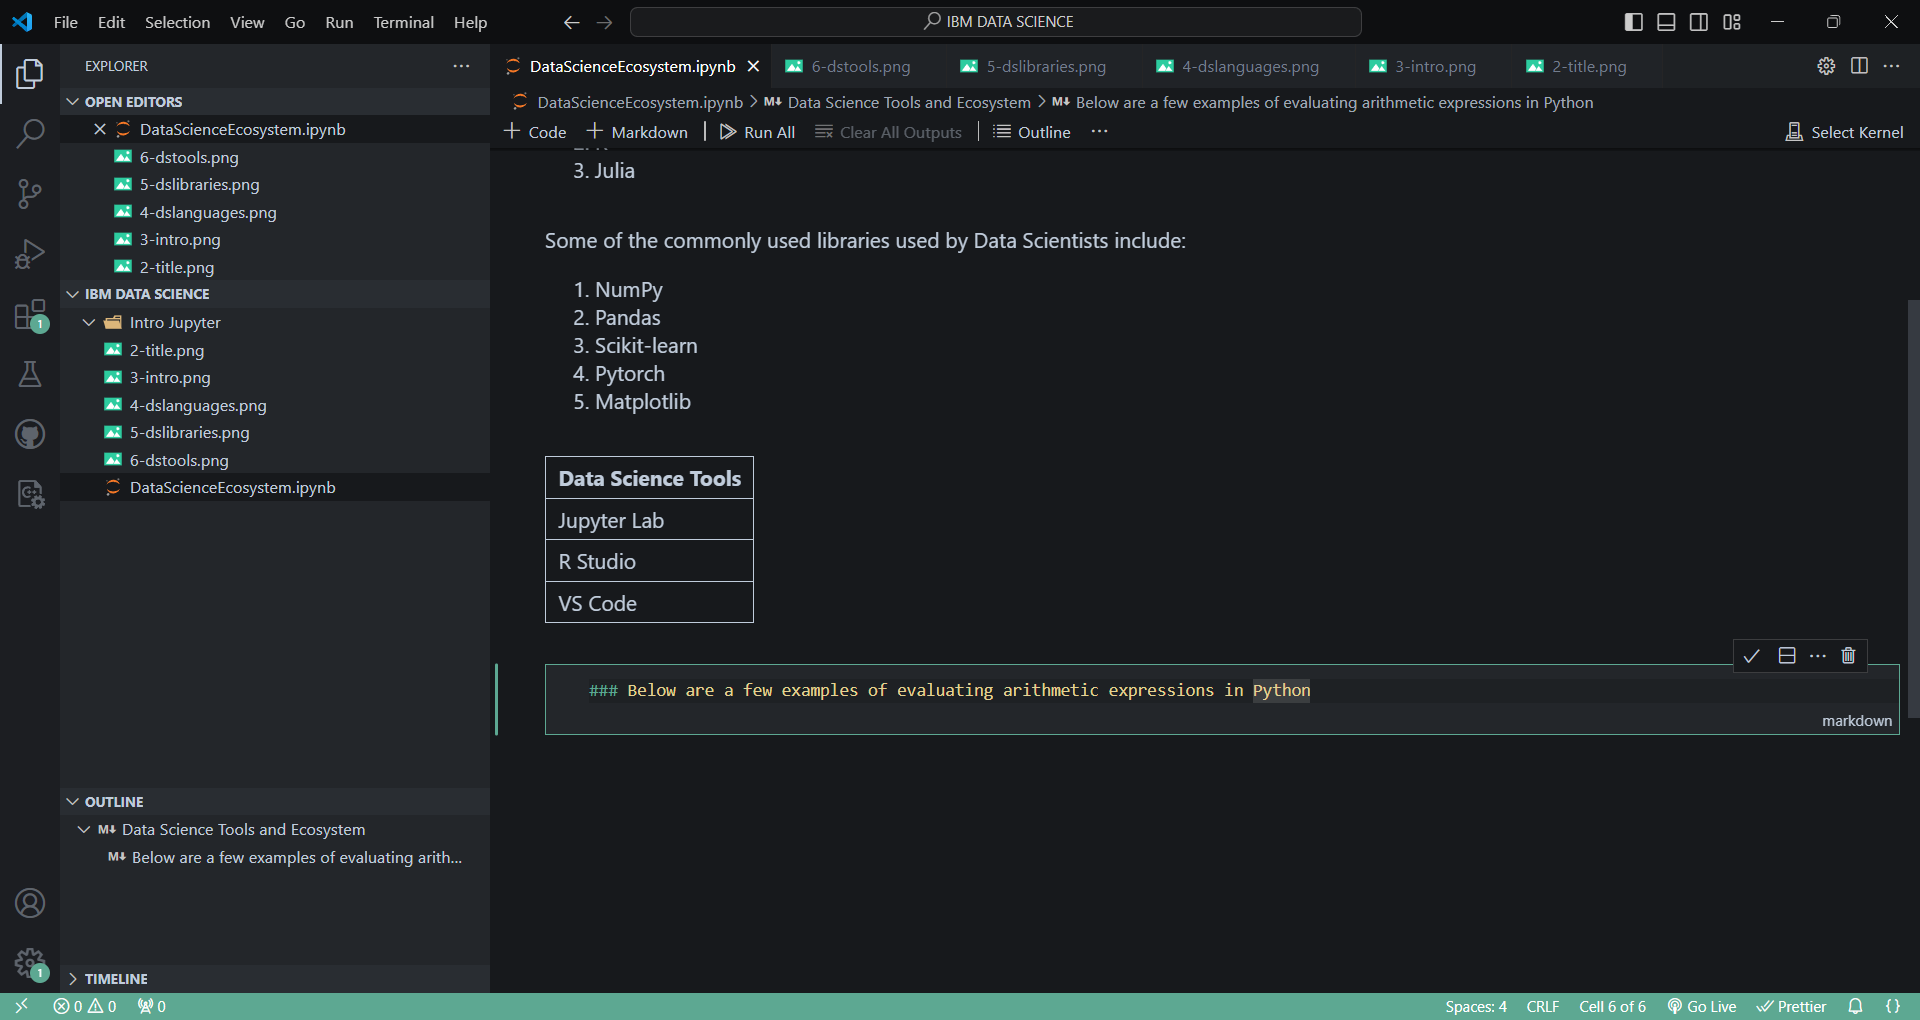 File Edit Selection View Go Run Terminal Help
IBM DATA SCIENCE
EXPLORER
OPEN EDITORS
DataScienceEcosystem.ipynb
6-dstools.png
5-dslibraries.png
4-dslanguages.png
3-intro.png
2-title.png
IBM DATA SCIENCE
Intro Jupyter
2-title.png
3-intro.png
4-dslanguages.png
5-dslibraries.png
6-dstools.png
DataScienceEcosystem.ipynb
OUTLINE
M↓ Data Science Tools and Ecosystem
M↓ Below are a few examples of evaluating arith...
TIMELINE
DataScienceEcosystem.ipynb 6-dstools.png 5-dslibraries.png 4-dslanguages.png 3-intro.png 2-title.png
DataScienceEcosystem.ipynb > M↓ Data Science Tools and Ecosystem > M↓ Below are a few examples of evaluating arithmetic expressions in Python
+ Code + Markdown | Run All Clear All Outputs | Outline ··· Select Kernel
3. Julia
Some of the commonly used libraries used by Data Scientists include:
1. NumPy
2. Pandas
3. Scikit-learn
4. Pytorch
5. Matplotlib
Data Science Tools
Jupyter Lab
R Studio
VS Code
### Below are a few examples of evaluating arithmetic expressions in Python
markdown
1
1
0 0 0 Spaces: 4 CRLF Cell 6 of 6 Go Live Prettier {}